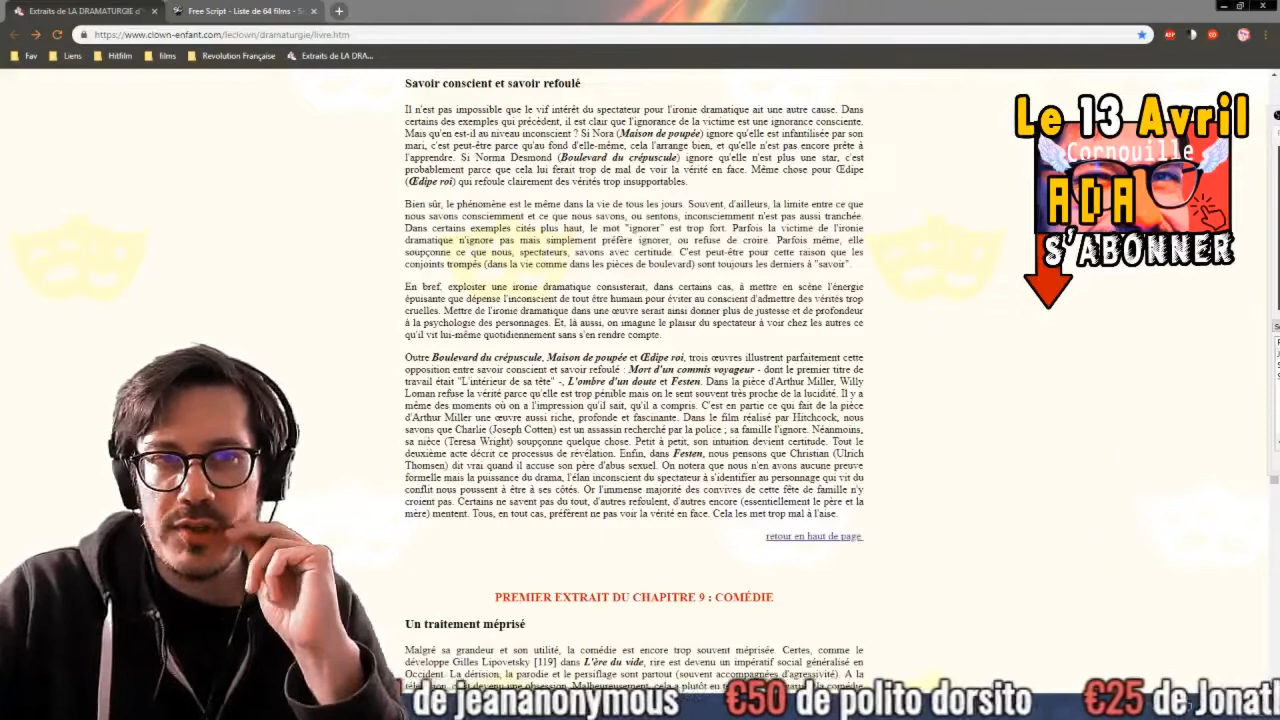 Extraits de LA DRAMATURGIE d'
Free Script - Liste de 64 films - S
https://www.clown-enfant.com/leclown/dramaturgie/livre.htm
Fav
Liens
Hitfilm
films
Revolution Française
Extraits de LA DRA...
Savoir conscient et savoir refoulé
Il n'est pas impossible que le vif intérêt du spectateur pour l'ironie dramatique ait une autre cause. Dans
certains des exemples qui précèdent, il est clair que l'ignorance de la victime est une ignorance consciente.
Mais qu'en est-il au niveau inconscient ? Si Nora (Maison de poupée) ignore qu'elle est infantilisée par son
mari, c'est peut-être parce qu'au fond d'elle-même, cela l'arrange bien, et qu'elle n'est pas encore prête à
l'apprendre. Si Norma Desmond (Boulevard du crépuscule) ignore qu'elle n'est plus une star, c'est
probablement parce que cela lui ferait trop de mal de voir la vérité en face. Même chose pour Œdipe
(Œdipe roi) qui refoule clairement des vérités trop insupportables.
Bien sûr, le phénomène est le même dans la vie de tous les jours. Souvent, d'ailleurs, la limite entre ce que
nous savons consciemment et ce que nous savons, ou sentons, inconsciemment n'est pas aussi tranchée.
Dans certains exemples cités plus haut, le mot "ignorer" est trop fort. Parfois la victime de l'ironie
dramatique n'ignore pas mais simplement préfère ignorer, ou refuse de croire. Parfois même, elle
soupçonne ce que nous, spectateurs, savons avec certitude. C'est peut-être pour cette raison que les
conjoints trompés (dans la vie comme dans les pièces de boulevard) sont toujours les derniers à "savoir".
En bref, exploiter une ironie dramatique consisterait, dans certains cas, à mettre en scène l'énergie
épuisante que dépense l'inconscient de tout être humain pour éviter au conscient d'admettre des vérités trop
cruelles. Mettre de l'ironie dramatique dans une œuvre serait ainsi donner plus de justesse et de profondeur
à la psychologie des personnages. Et, là aussi, on imagine le plaisir du spectateur à voir chez les autres ce
qu'il vit lui-même quotidiennement sans s'en rendre compte.
Outre Boulevard du crépuscule, Maison de poupée et Œdipe roi, trois œuvres illustrent parfaitement cette
opposition entre savoir conscient et savoir refoulé : Mort d'un commis voyageur - dont le premier titre de
travail était "L'intérieur de sa tête" -, L'ombre d'un doute et Festen. Dans la pièce d'Arthur Miller, Willy
Loman refuse la vérité parce qu'elle est trop pénible mais on le sent souvent très proche de la lucidité. Il y a
même des moments où on a l'impression qu'il sait, qu'il a compris. C'est en partie ce qui fait de la pièce
d'Arthur Miller une œuvre aussi riche, profonde et fascinante. Dans le film réalisé par Hitchcock, nous
savons que Charlie (Joseph Cotten) est un assassin recherché par la police ; sa famille l'ignore. Néanmoins,
sa nièce (Teresa Wright) soupçonne quelque chose. Petit à petit, son intuition devient certitude. Tout le
deuxième acte décrit ce processus de révélation. Enfin, dans Festen, nous pensons que Christian (Ulrich
Thomsen) dit vrai quand il accuse son père d'abus sexuel. On notera que nous n'en avons aucune preuve
formelle mais la puissance du drama, l'élan inconscient du spectateur à s'identifier au personnage qui vit du
conflit nous poussent à être à ses côtés. Or l'immense majorité des convives de cette fête de famille n'y
croient pas. Certains ne savent pas du tout, d'autres refoulent, d'autres encore (essentiellement le père et la
mère) mentent. Tous, en tout cas, préfèrent ne pas voir la vérité en face. Cela les met trop mal à l'aise.
retour en haut de page
PREMIER EXTRAIT DU CHAPITRE 9 : COMÉDIE
Un traitement méprisé
Malgré sa grandeur et son utilité, la comédie est encore trop souvent méprisée. Certes, comme le
développe Gilles Lipovetsky [119] dans L'ère du vide, rire est devenu un impératif social généralisé en
Occident. La dérision, la parodie et le persiflage sont partout (souvent accompagnées d'agressivité). A la
Le 13 Avril
Cornouille
ADA
S'ABONNER
de jeananonymous €50 de polito dorsito €25 de Jonat